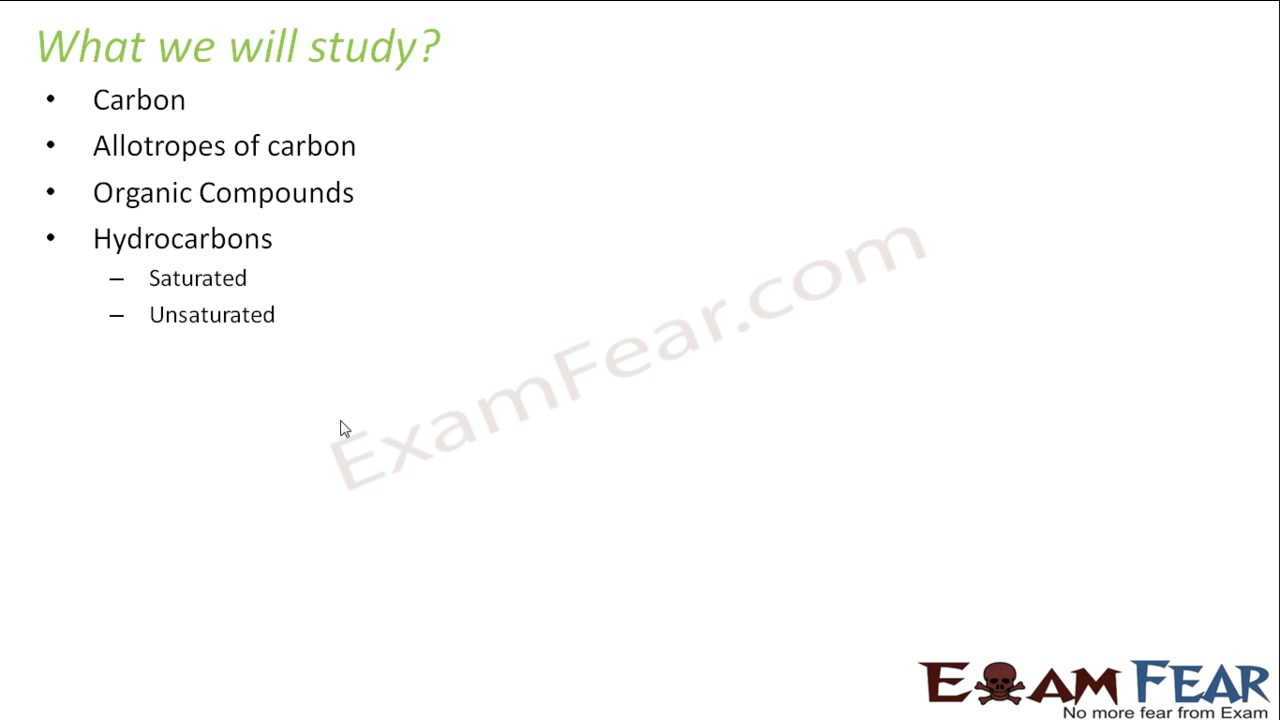 What we will study?
• Carbon
• Allotropes of carbon
• Organic Compounds
• Hydrocarbons
– Saturated
– Unsaturated
ExamFear.com
EXAM FEAR
No more fear from Exam